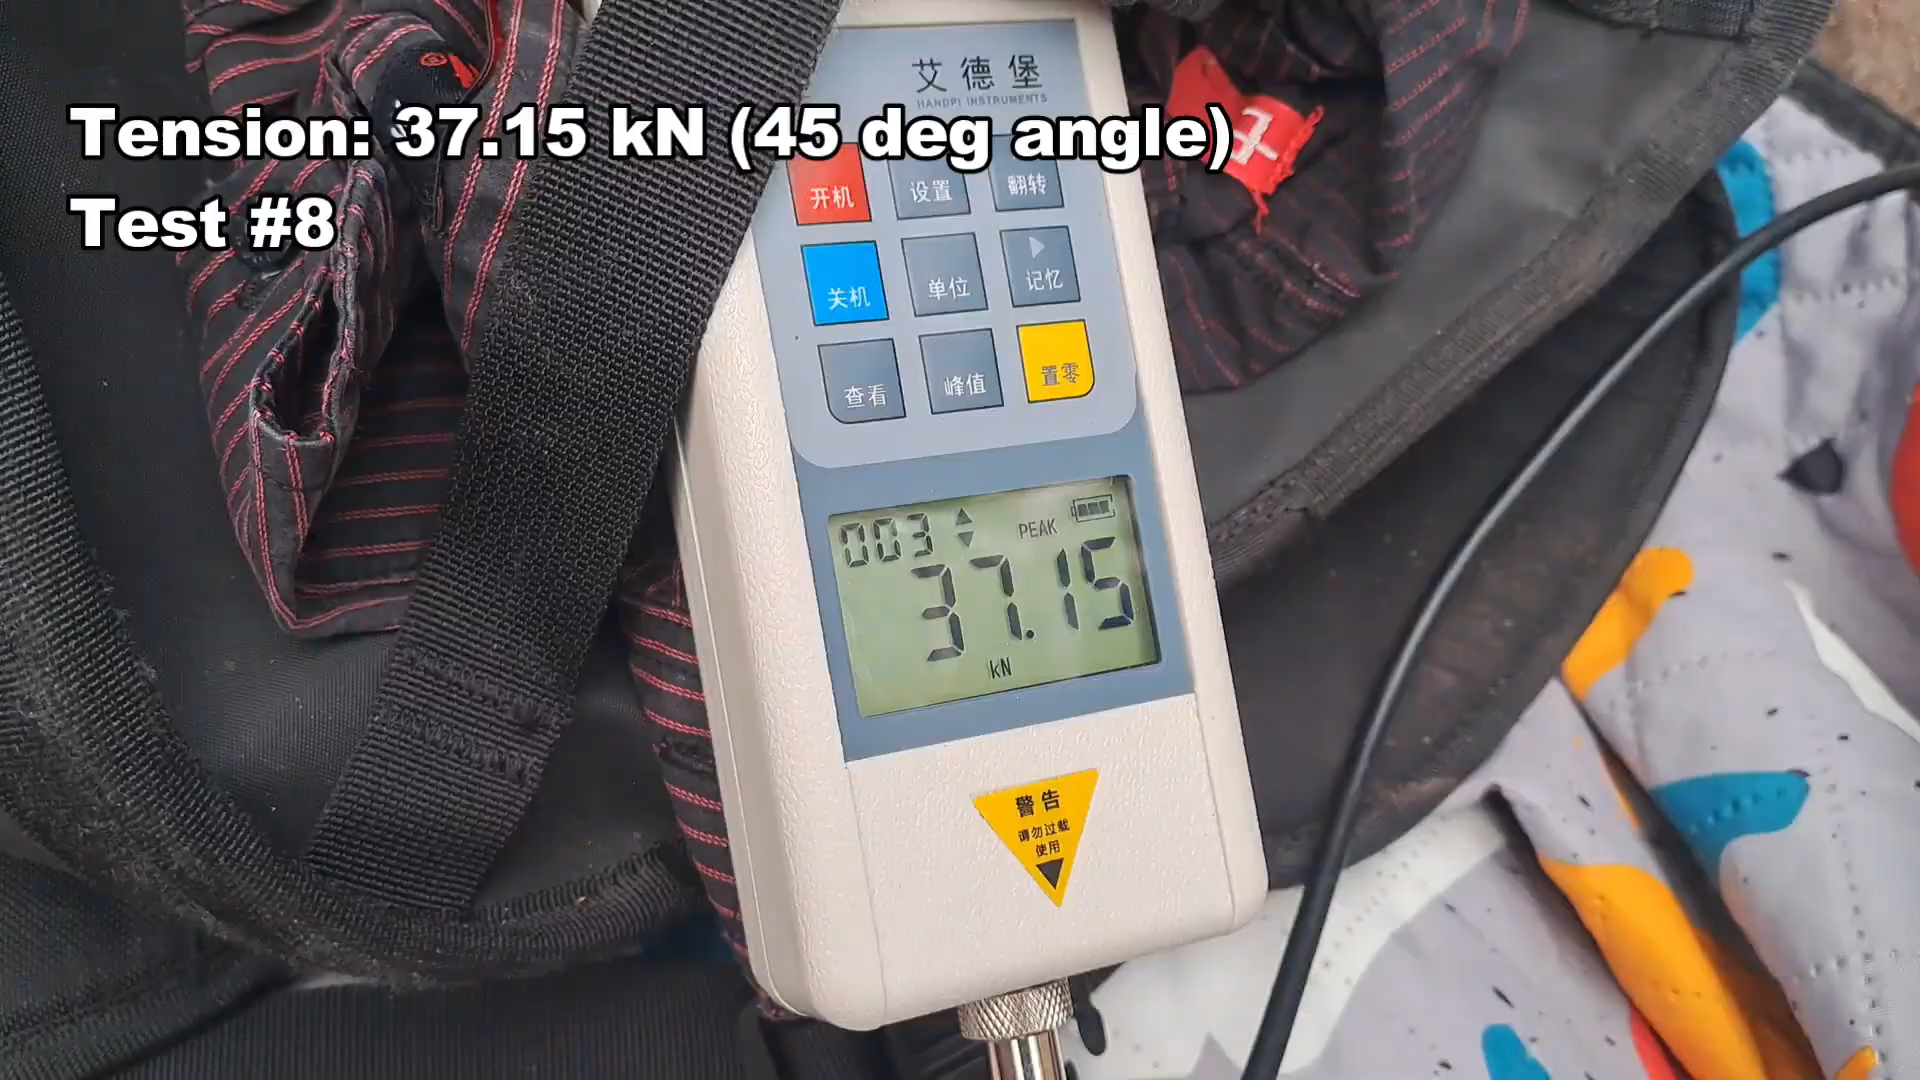 艾德堡
HANDPI INSTRUMENTS
Tension: 37.15 kN (45 deg angle)
Test #8
开机 设置 翻转
关机 单位 记忆
查看 峰值 置零
003 PEAK
37.15
kN
警告
请勿过载
使用